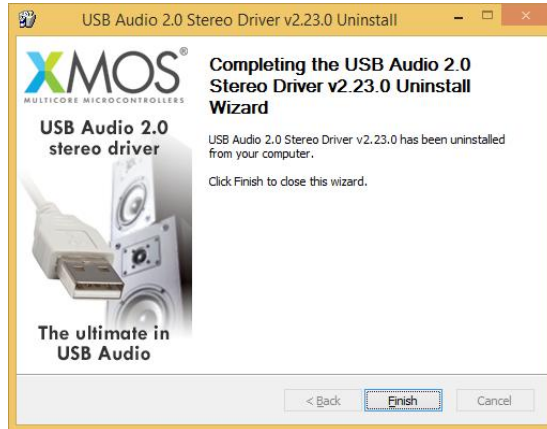 USB Audio 2.0 Stereo Driver v2.23.0 Uninstall
XMOS®
MULTICORE MICROCONTROLLERS
USB Audio 2.0
stereo driver
The ultimate in
USB Audio
Completing the USB Audio 2.0
Stereo Driver v2.23.0 Uninstall
Wizard
USB Audio 2.0 Stereo Driver v2.23.0 has been uninstalled
from your computer.
Click Finish to close this wizard.
< Back Finish Cancel